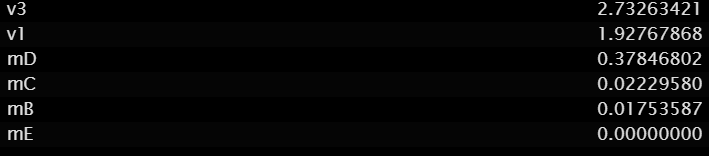 v3 2.73263421
v1 1.92767868
mD 0.37846802
mC 0.02229580
mB 0.01753587
mE 0.00000000